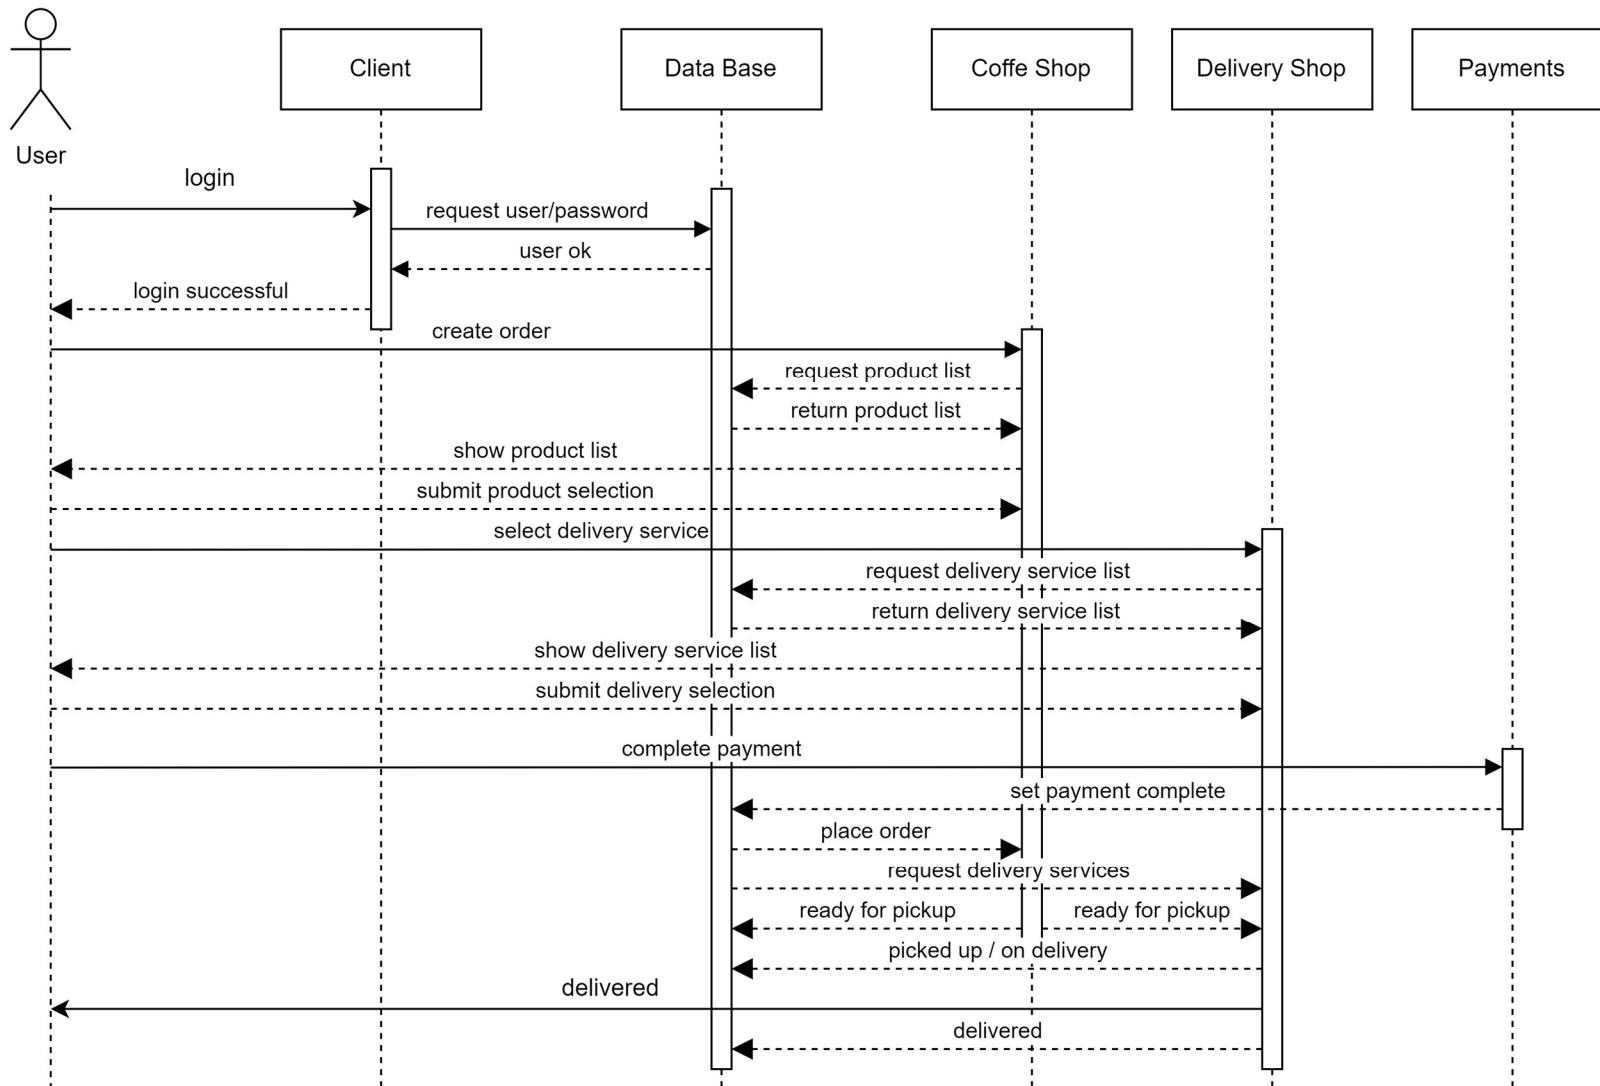 Client
Data Base
Coffe Shop
Delivery Shop
Payments
User
login
request user/password
user ok
login successful
create order
request product list
return product list
show product list
submit product selection
select delivery service
request delivery service list
return delivery service list
show delivery service list
submit delivery selection
complete payment
set payment complete
place order
request delivery services
ready for pickup
ready for pickup
picked up / on delivery
delivered
delivered